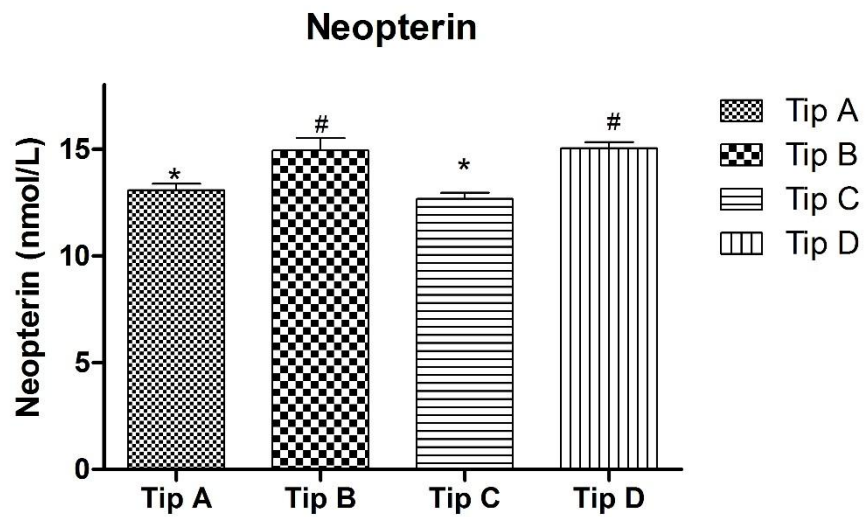 Neopterin
Neopterin (nmol/L)
15
10
5
0
*
#
*
#
Tip A
Tip B
Tip C
Tip D
Tip A
Tip B
Tip C
Tip D